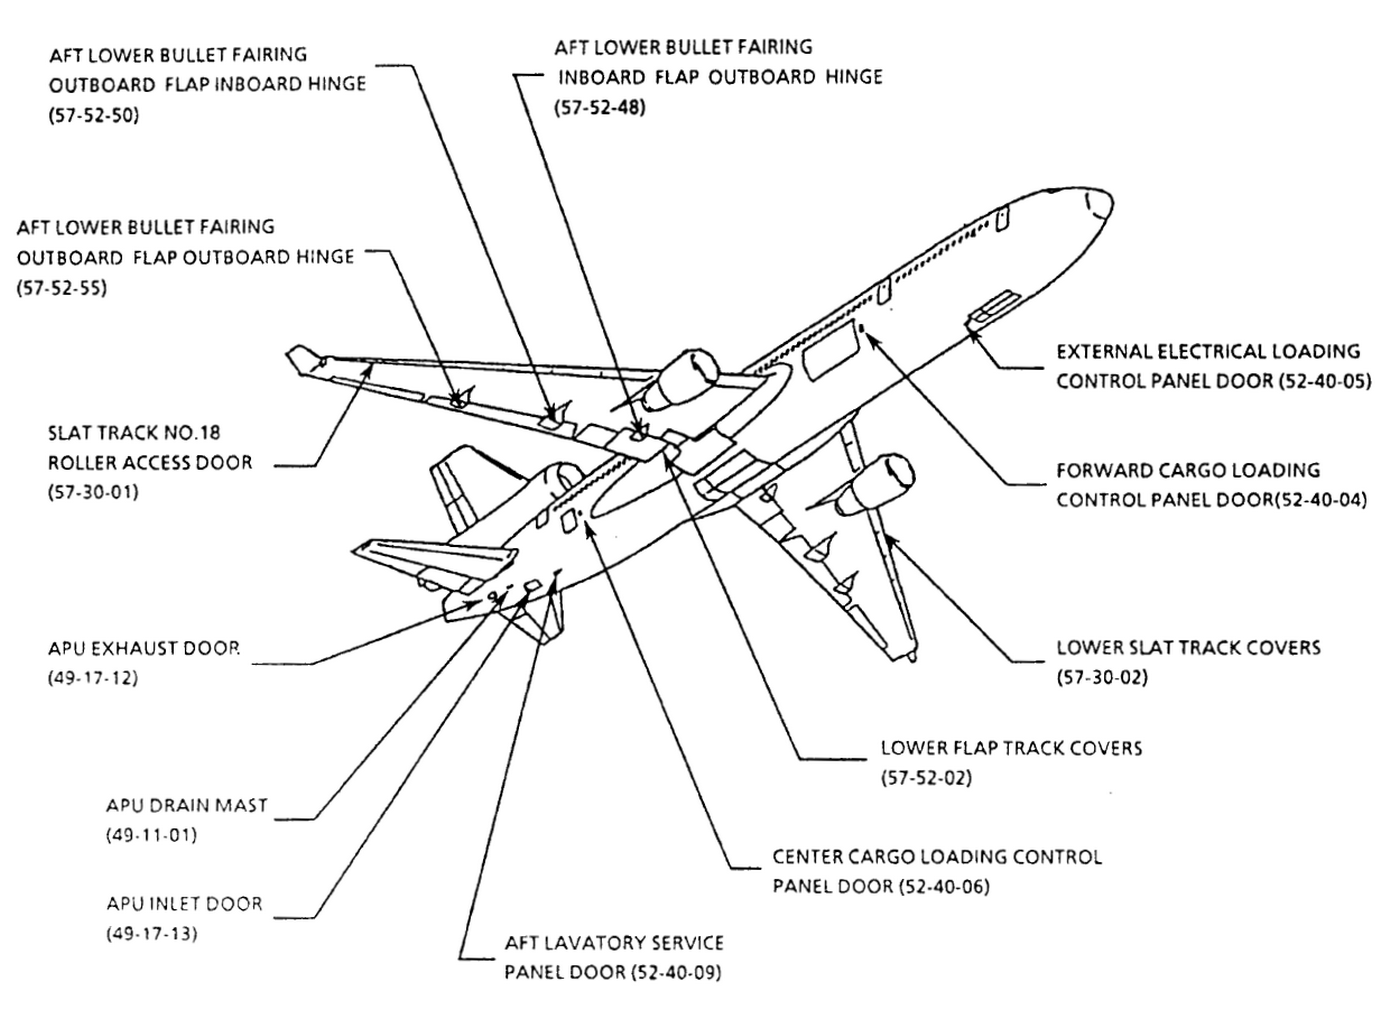 AFT LOWER BULLET FAIRING
OUTBOARD FLAP INBOARD HINGE
(57-52-50)
AFT LOWER BULLET FAIRING
INBOARD FLAP OUTBOARD HINGE
(57-52-48)
AFT LOWER BULLET FAIRING
OUTBOARD FLAP OUTBOARD HINGE
(57-52-55)
EXTERNAL ELECTRICAL LOADING
CONTROL PANEL DOOR (52-40-05)
SLAT TRACK NO.18
ROLLER ACCESS DOOR
(57-30-01)
FORWARD CARGO LOADING
CONTROL PANEL DOOR(52-40-04)
APU EXHAUST DOOR
(49-17-12)
LOWER SLAT TRACK COVERS
(57-30-02)
LOWER FLAP TRACK COVERS
(57-52-02)
APU DRAIN MAST
(49-11-01)
CENTER CARGO LOADING CONTROL
PANEL DOOR (52-40-06)
APU INLET DOOR
(49-17-13)
AFT LAVATORY SERVICE
PANEL DOOR (52-40-09)